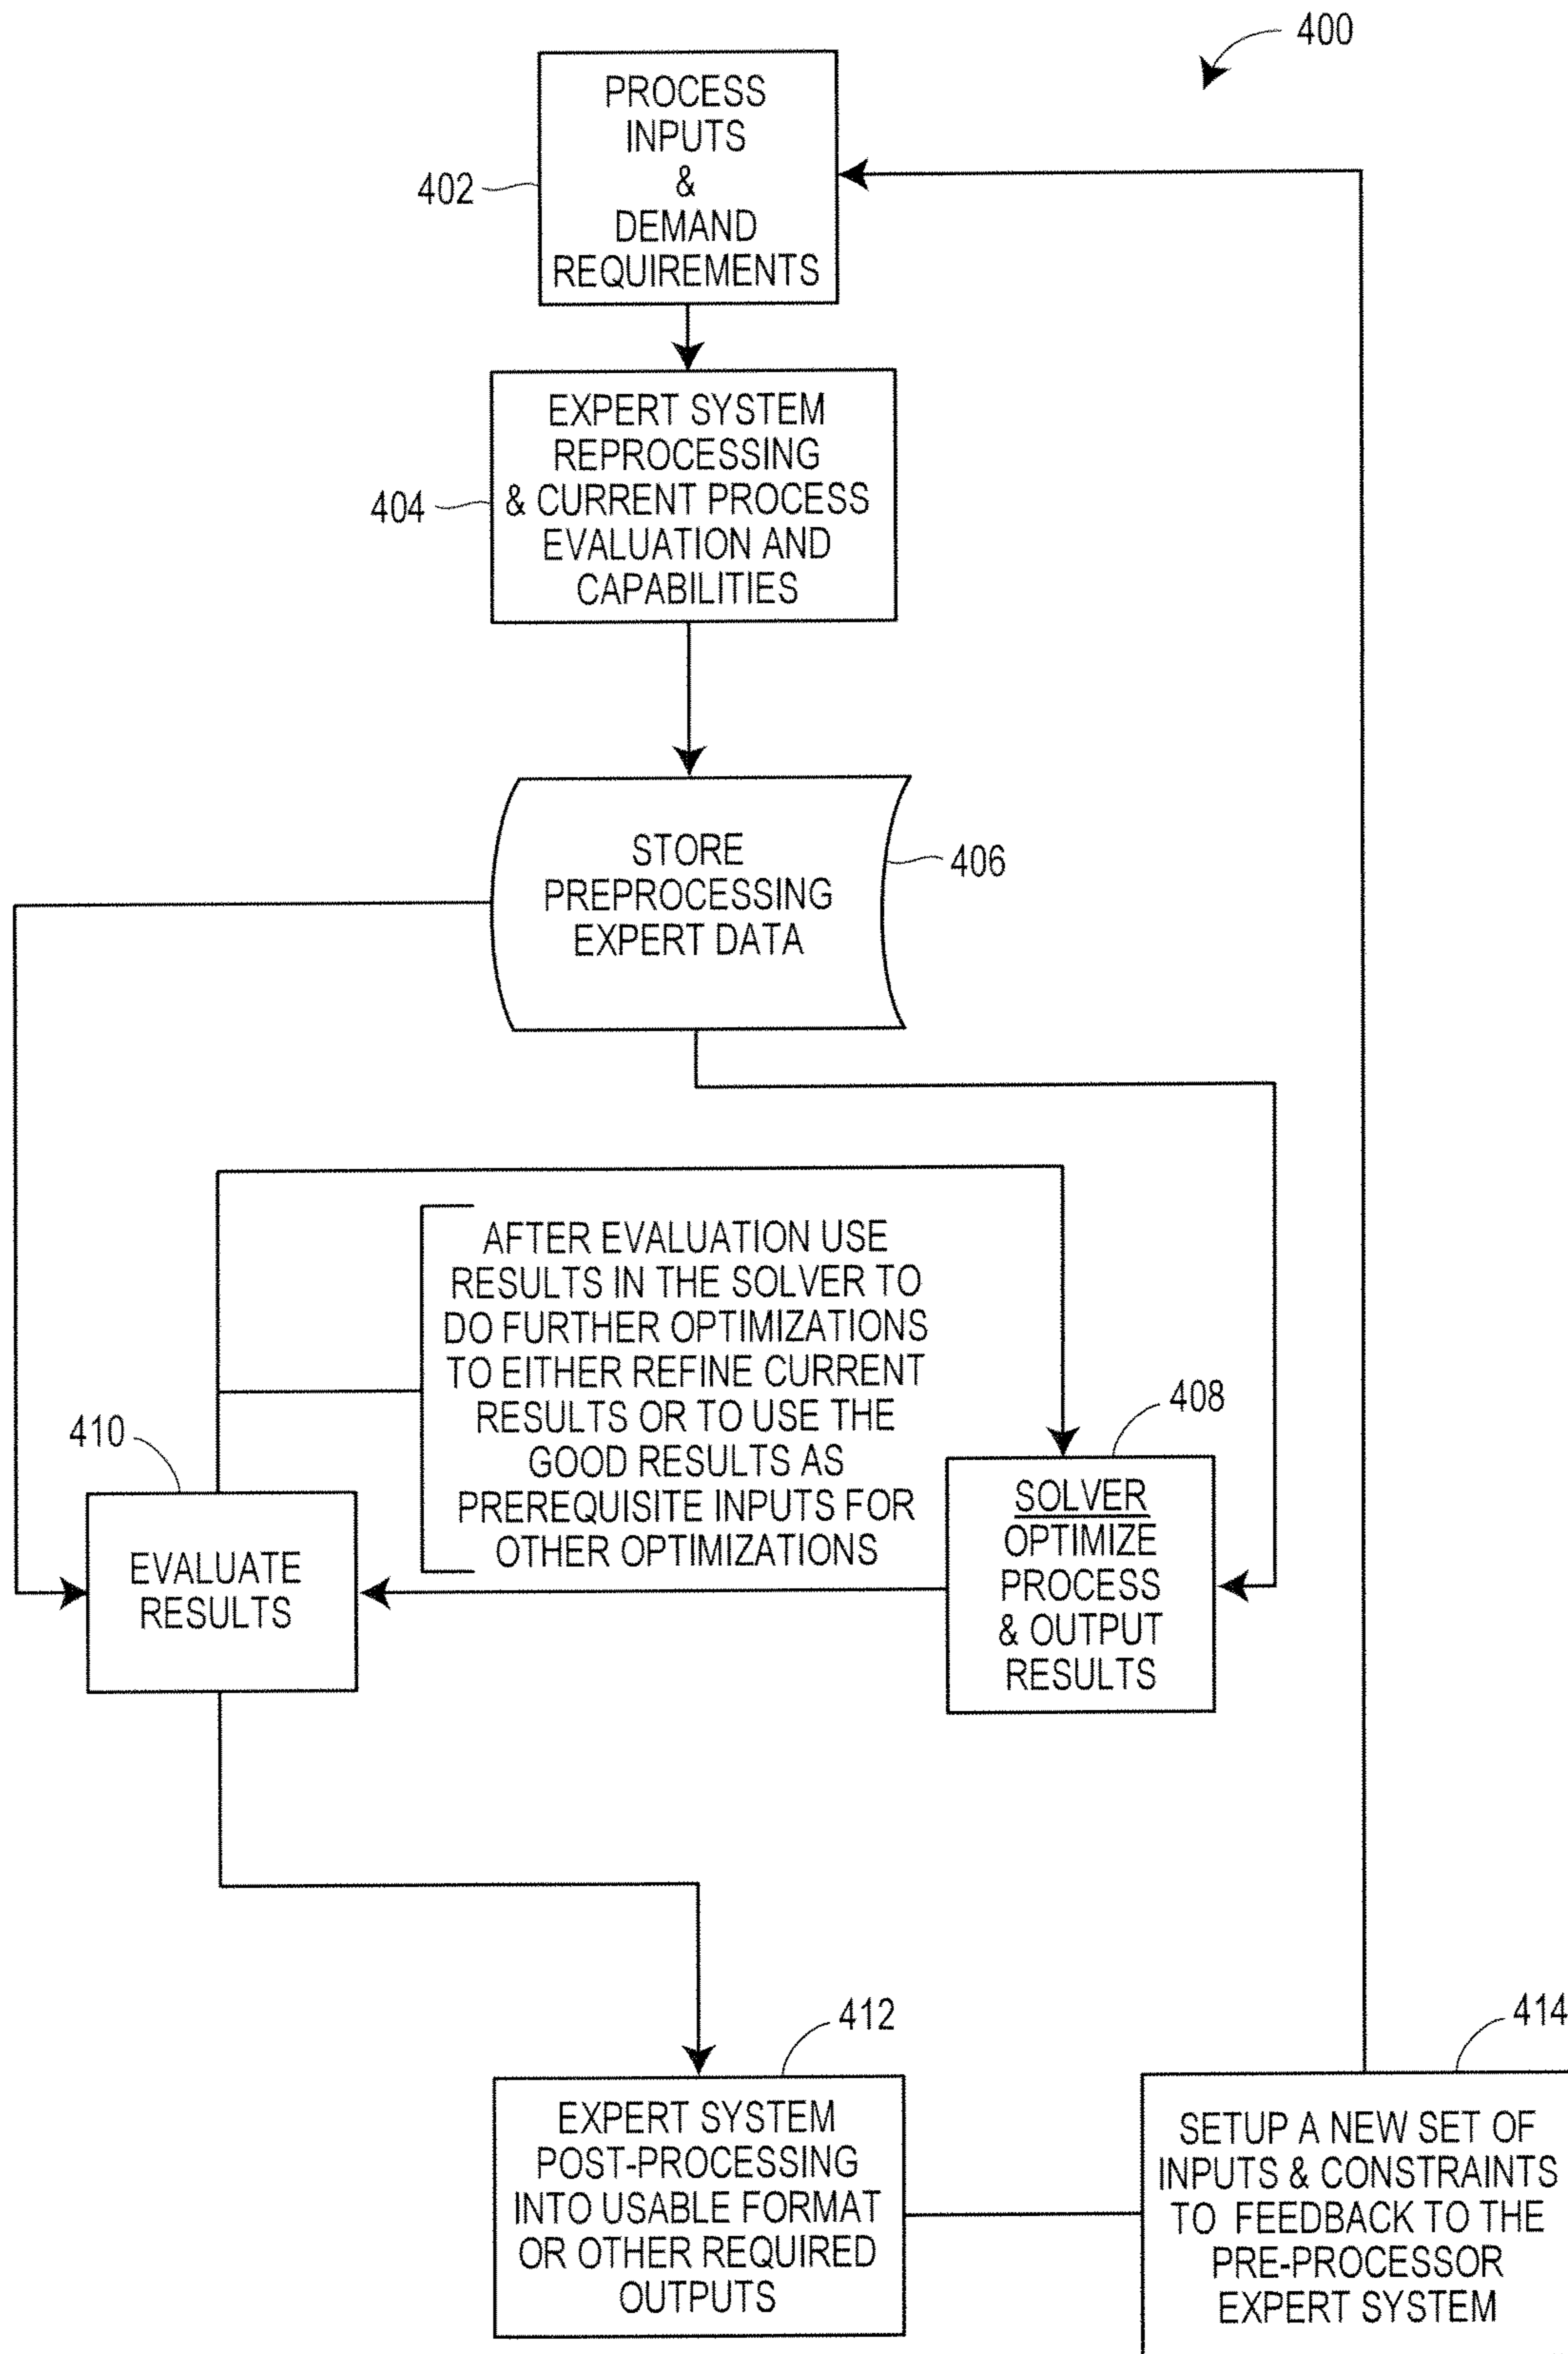 400
PROCESS
INPUTS
&
DEMAND
REQUIREMENTS
402
EXPERT SYSTEM
REPROCESSING
& CURRENT PROCESS
EVALUATION AND
CAPABILITIES
404
STORE
PREPROCESSING
EXPERT DATA
406
AFTER EVALUATION USE
RESULTS IN THE SOLVER TO
DO FURTHER OPTIMIZATIONS
TO EITHER REFINE CURRENT
RESULTS OR TO USE THE
GOOD RESULTS AS
PREREQUISITE INPUTS FOR
OTHER OPTIMIZATIONS
408
SOLVER
OPTIMIZE
PROCESS
& OUTPUT
RESULTS
410
EVALUATE
RESULTS
412
EXPERT SYSTEM
POST-PROCESSING
INTO USABLE FORMAT
OR OTHER REQUIRED
OUTPUTS
414
SETUP A NEW SET OF
INPUTS & CONSTRAINTS
TO FEEDBACK TO THE
PRE-PROCESSOR
EXPERT SYSTEM